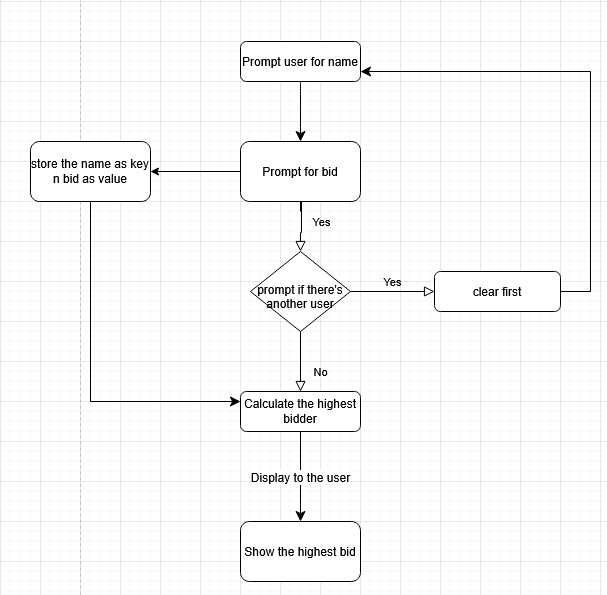 Prompt user for name
store the name as key
n bid as value
Prompt for bid
Yes
prompt if there's
another user
Yes
clear first
No
Calculate the highest
bidder
Display to the user
Show the highest bid